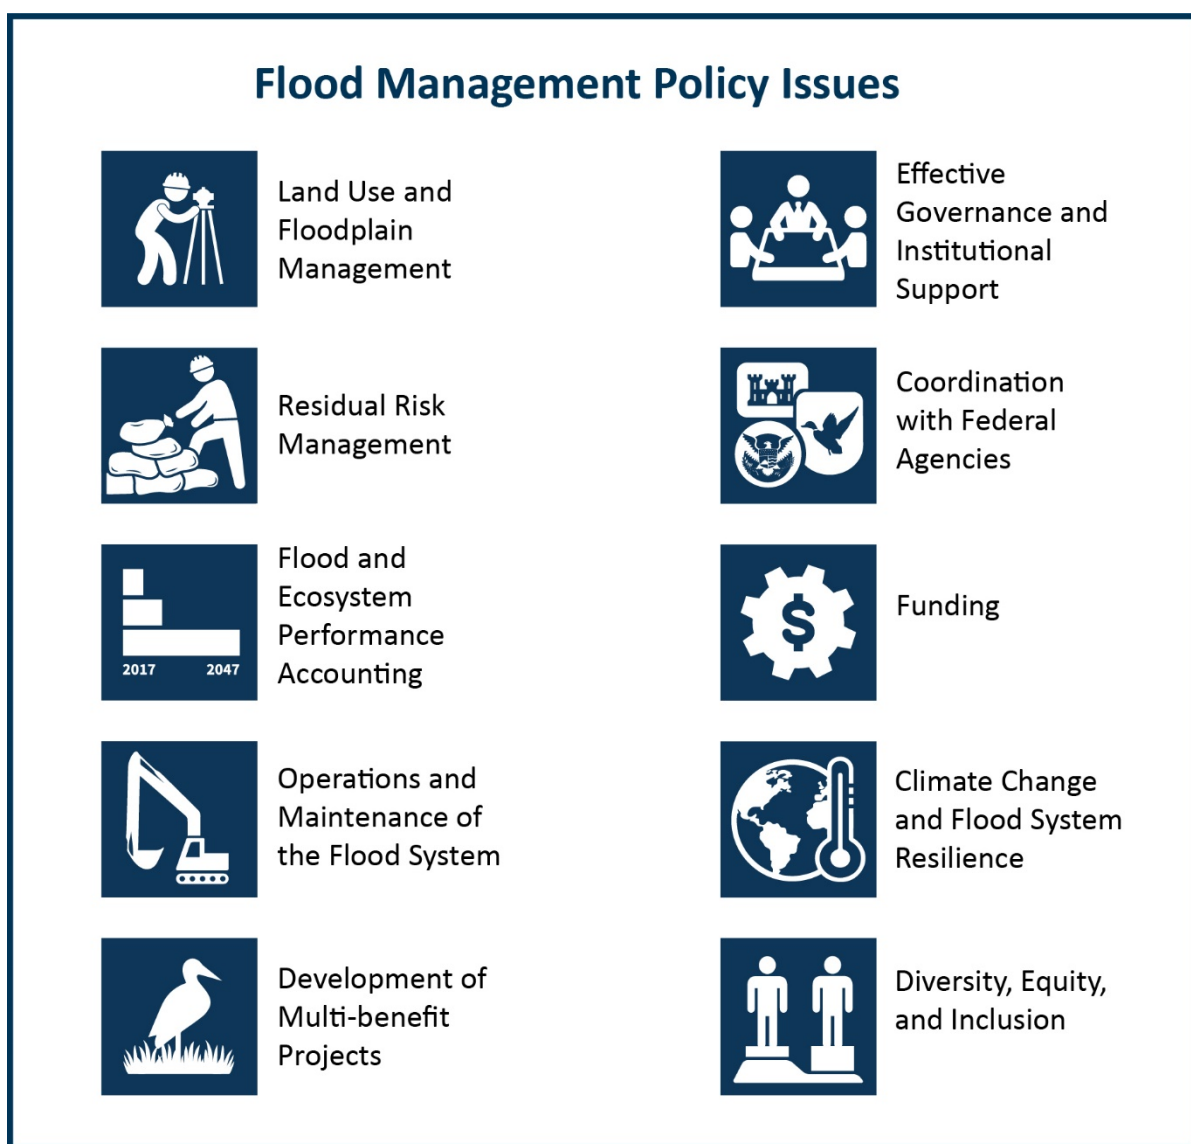 Flood Management Policy Issues
Land Use and
Floodplain
Management
Residual Risk
Management
Flood and
Ecosystem
Performance
Accounting
2017 2047
Operations and
Maintenance of
the Flood System
Development of
Multi-benefit
Projects
Effective
Governance and
Institutional
Support
Coordination
with Federal
Agencies
$
Funding
Climate Change
and Flood System
Resilience
Diversity, Equity,
and Inclusion